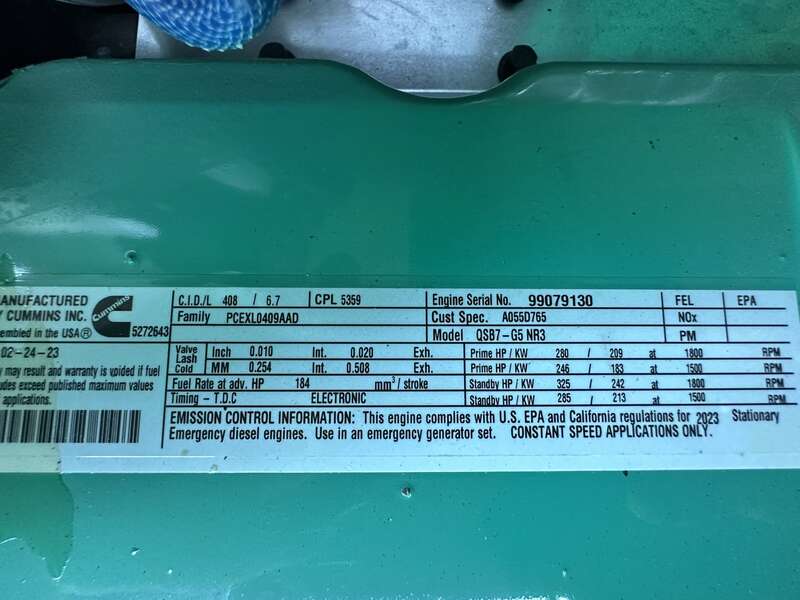 ANUFACTURED
Y CUMMINS INC.
embled in the USA®
Cummins
5272643
02-24-23
y may result and warranty is vpided if fuel
udes exceed published maximum values
applications.
C.I.D./L 408 / 6.7 CPL 5359 Engine Serial No. 99079130 FEL EPA
Family PCEXL0409AAD Cust Spec. A055D765 NOx
Model QSB7-G5 NR3 PM
Valve Lash Cold Inch 0.010 Int. 0.020 Exh. Prime HP / KW 280 / 209 at 1800 RPM
MM 0.254 Int. 0.508 Exh. Prime HP / KW 246 / 183 at 1500 RPM
Fuel Rate at adv. HP 184 mm³ / stroke Standby HP / KW 325 / 242 at 1800 RPM
Timing - T.D.C ELECTRONIC Standby HP / KW 285 / 213 at 1500 RPM
EMISSION CONTROL INFORMATION: This engine complies with U.S. EPA and California regulations for 2023 Stationary
Emergency diesel engines. Use in an emergency generator set. CONSTANT SPEED APPLICATIONS ONLY.